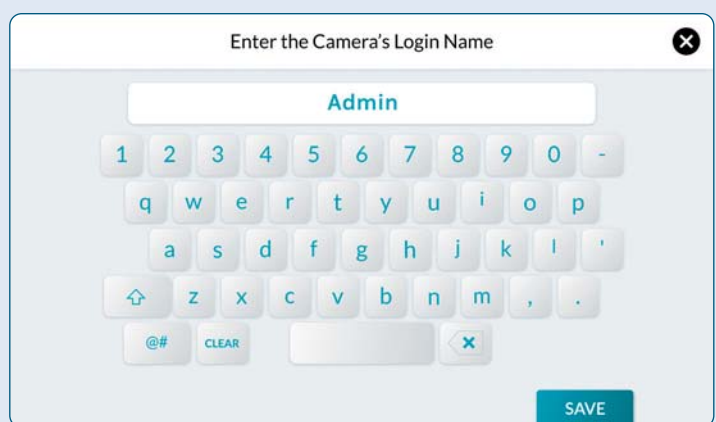 Enter the Camera's Login Name
Admin
1 2 3 4 5 6 7 8 9 0 -
q w e r t y u i o p
a s d f g h j k l '
z x c v b n m , .
@# CLEAR
SAVE